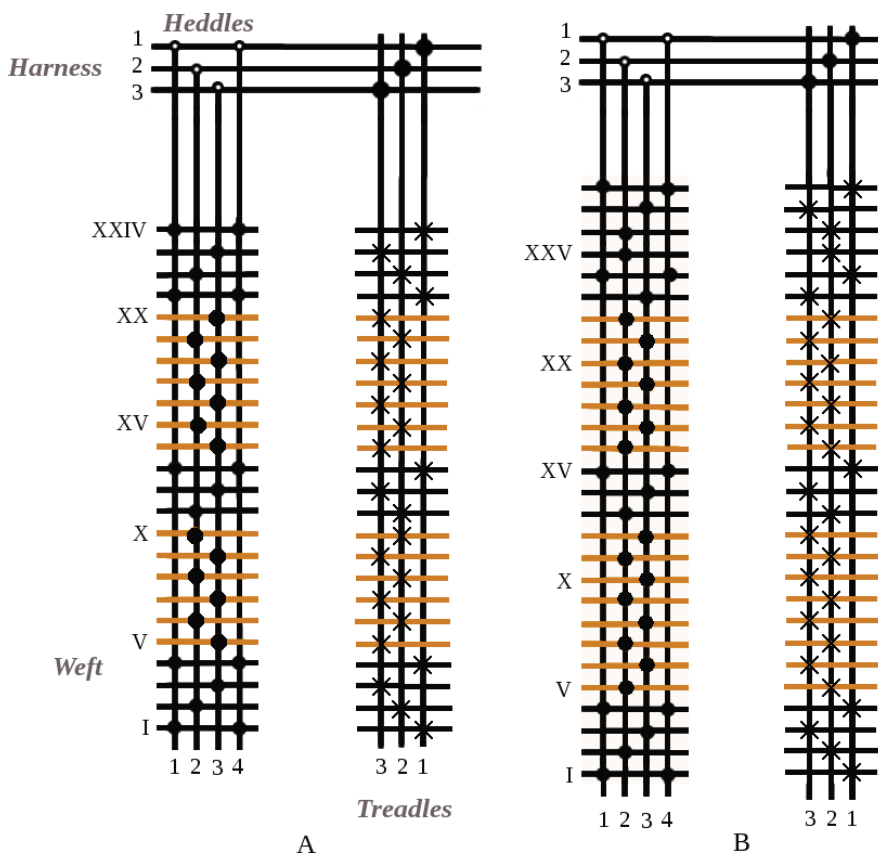 Heddles
Harness
1
2
3
XXIV
XX
XV
X
V
Weft
I
1 2 3 4
3 2 1
Treadles
A
1
2
3
XXV
XX
XV
X
V
I
1 2 3 4
3 2 1
B